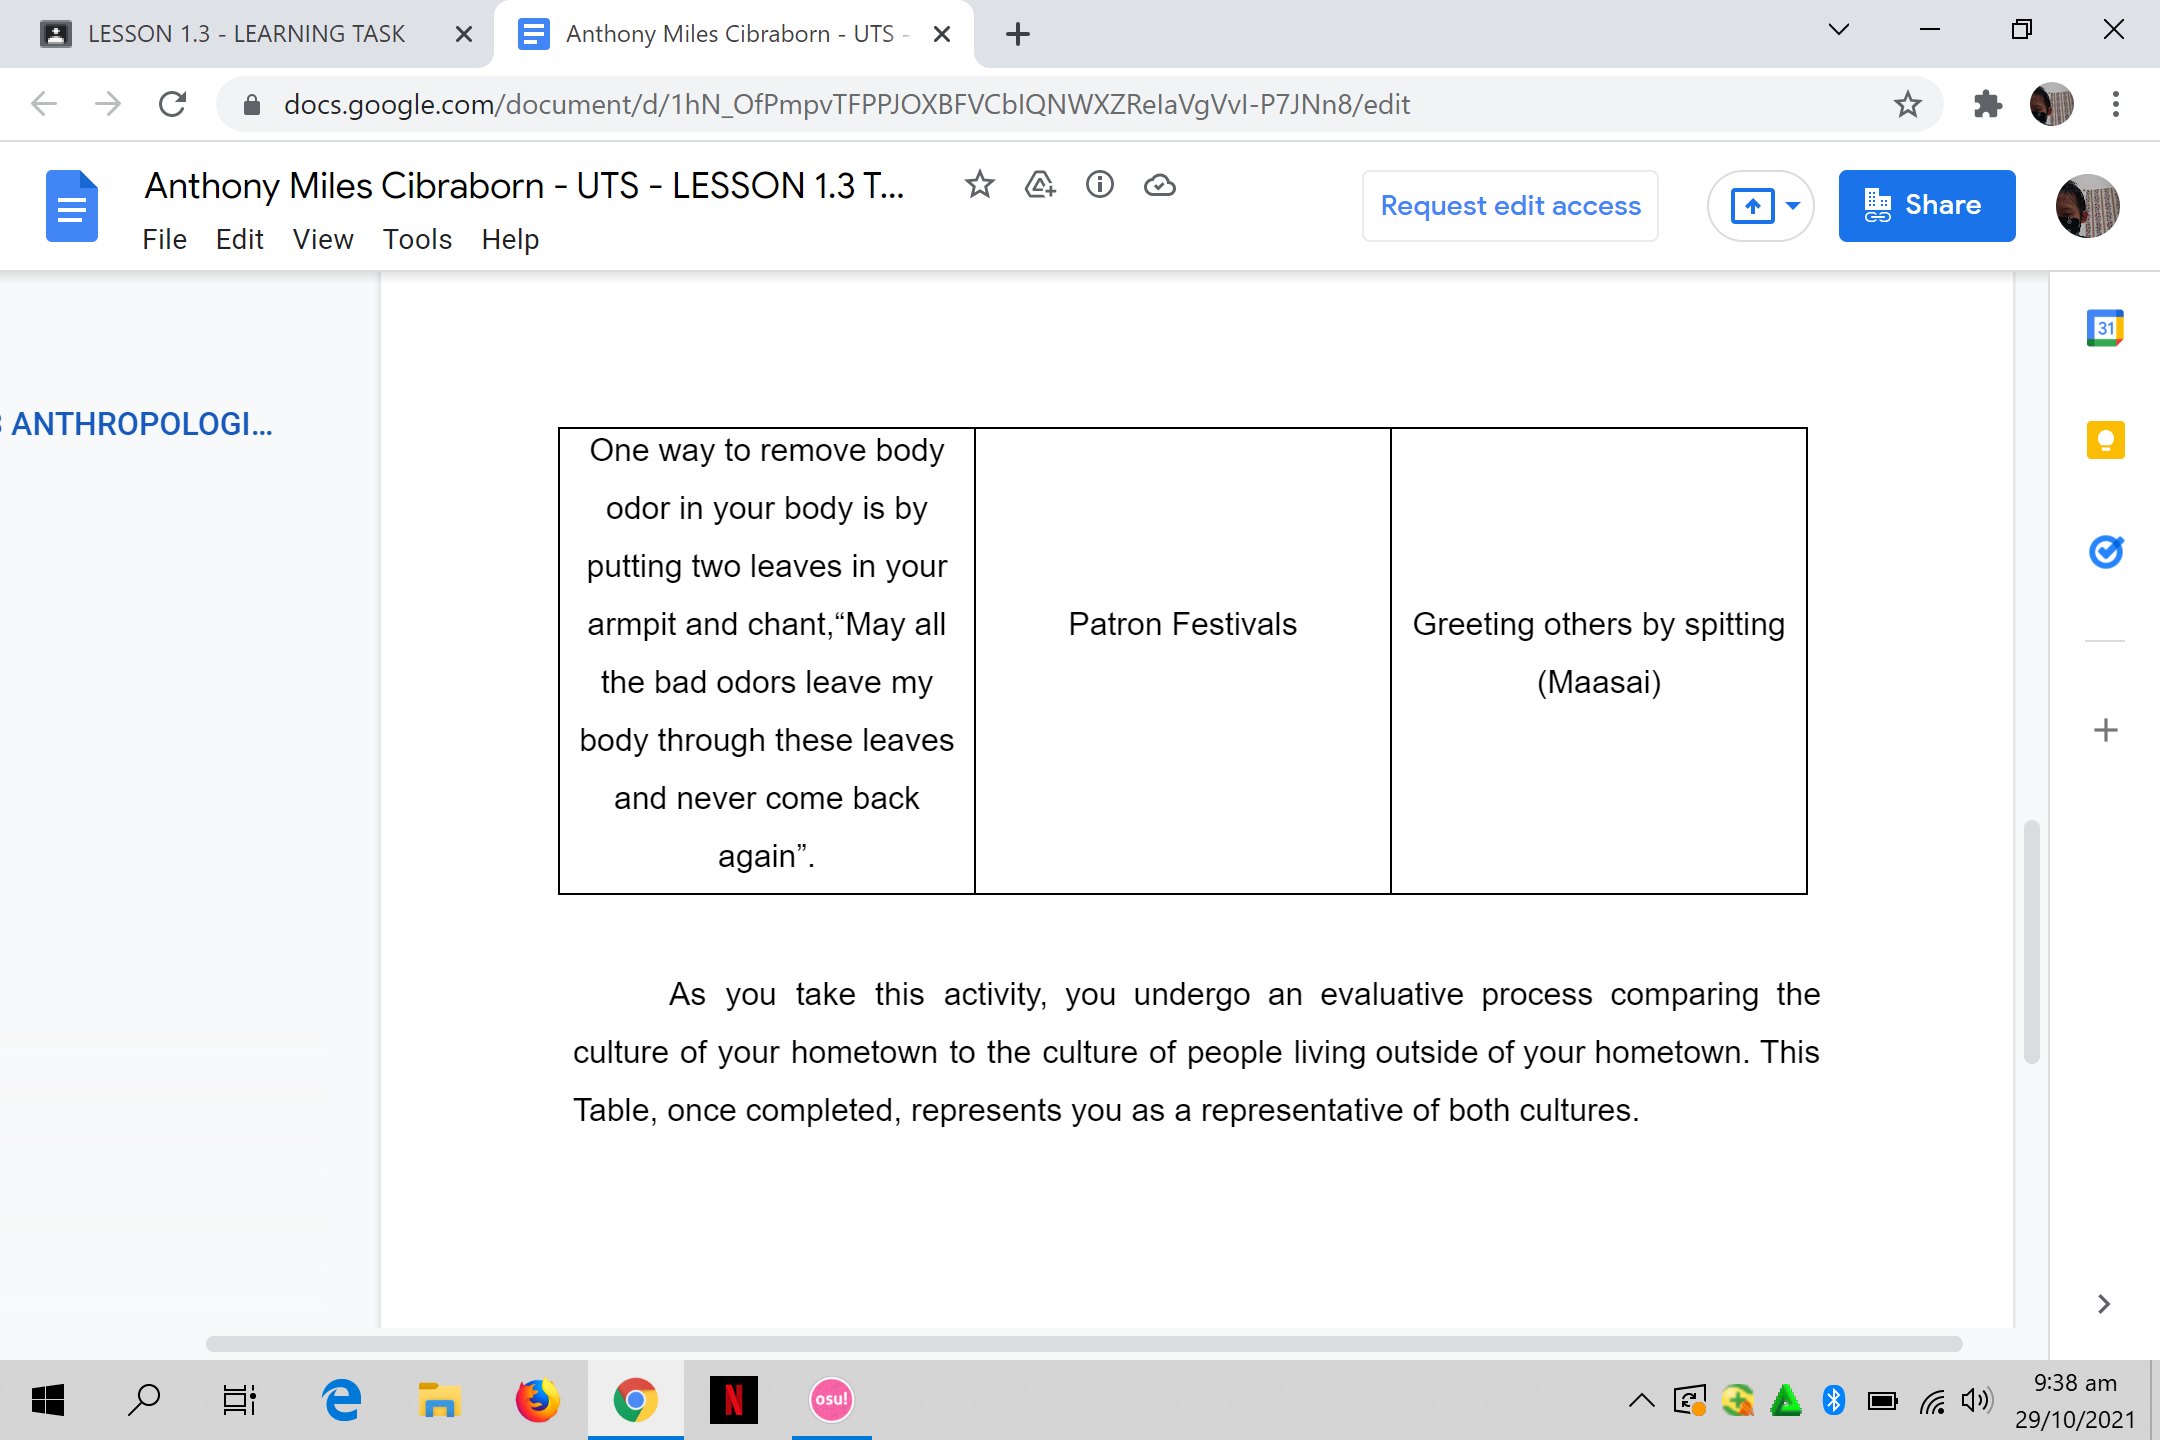 LESSON 1.3 - LEARNING TASK
Anthony Miles Cibraborn - UTS -
docs.google.com/document/d/1hN_OfPmpvTFPPJOXBFVCbIQNWXZReIaVgVvI-P7JNn8/edit
Anthony Miles Cibraborn - UTS - LESSON 1.3 T...
File Edit View Tools Help
Request edit access
Share
31
ANTHROPOLOGI...
One way to remove body
odor in your body is by
putting two leaves in your
armpit and chant,“May all
the bad odors leave my
body through these leaves
and never come back
again”.
Patron Festivals
Greeting others by spitting
(Maasai)
As you take this activity, you undergo an evaluative process comparing the
culture of your hometown to the culture of people living outside of your hometown. This
Table, once completed, represents you as a representative of both cultures.
N
osu!
9:38 am
29/10/2021